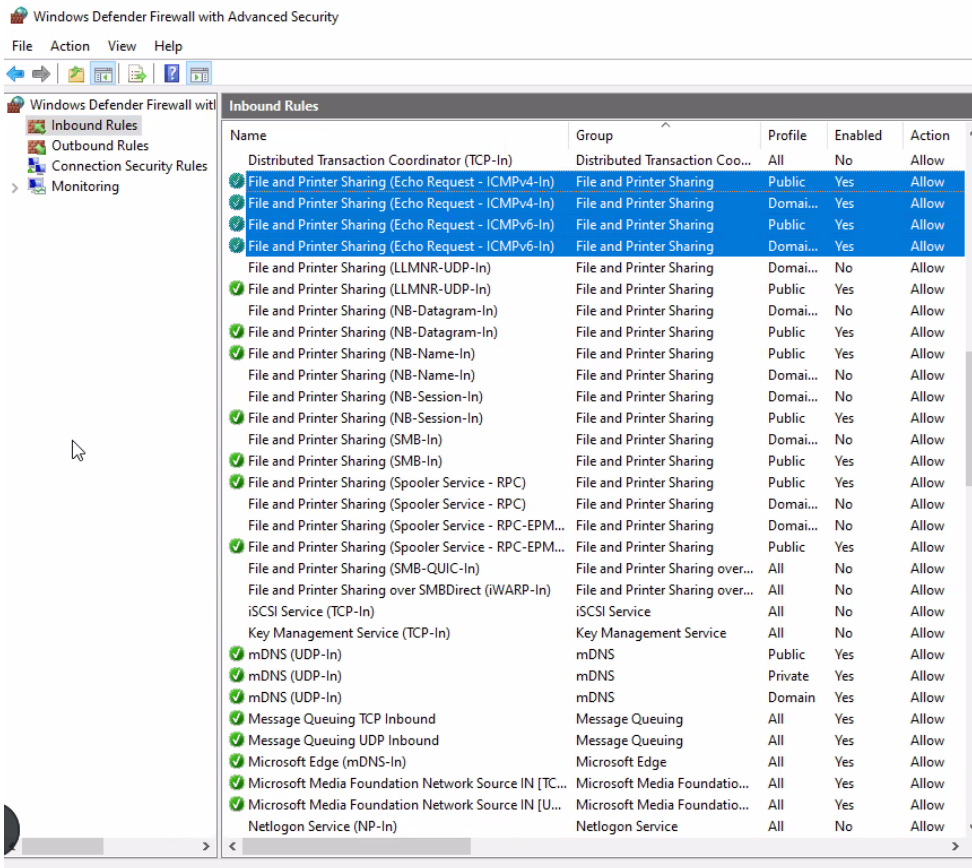 Windows Defender Firewall with Advanced Security
File Action View Help
Windows Defender Firewall witl
Inbound Rules
Outbound Rules
Connection Security Rules
Monitoring
Inbound Rules
Name Group Profile Enabled Action
Distributed Transaction Coordinator (TCP-In) Distributed Transaction Coo... All No Allow
File and Printer Sharing (Echo Request - ICMPv4-In) File and Printer Sharing Public Yes Allow
File and Printer Sharing (Echo Request - ICMPv4-In) File and Printer Sharing Domai... Yes Allow
File and Printer Sharing (Echo Request - ICMPv6-In) File and Printer Sharing Public Yes Allow
File and Printer Sharing (Echo Request - ICMPv6-In) File and Printer Sharing Domai... Yes Allow
File and Printer Sharing (LLMNR-UDP-In) File and Printer Sharing Domai... No Allow
File and Printer Sharing (LLMNR-UDP-In) File and Printer Sharing Public Yes Allow
File and Printer Sharing (NB-Datagram-In) File and Printer Sharing Domai... No Allow
File and Printer Sharing (NB-Datagram-In) File and Printer Sharing Public Yes Allow
File and Printer Sharing (NB-Name-In) File and Printer Sharing Public Yes Allow
File and Printer Sharing (NB-Name-In) File and Printer Sharing Domai... No Allow
File and Printer Sharing (NB-Session-In) File and Printer Sharing Domai... No Allow
File and Printer Sharing (NB-Session-In) File and Printer Sharing Public Yes Allow
File and Printer Sharing (SMB-In) File and Printer Sharing Domai... No Allow
File and Printer Sharing (SMB-In) File and Printer Sharing Public Yes Allow
File and Printer Sharing (Spooler Service - RPC) File and Printer Sharing Public Yes Allow
File and Printer Sharing (Spooler Service - RPC) File and Printer Sharing Domai... No Allow
File and Printer Sharing (Spooler Service - RPC-EPM... File and Printer Sharing Domai... No Allow
File and Printer Sharing (Spooler Service - RPC-EPM... File and Printer Sharing Public Yes Allow
File and Printer Sharing (SMB-QUIC-In) File and Printer Sharing over... All No Allow
File and Printer Sharing over SMBDirect (iWARP-In) File and Printer Sharing over... All No Allow
iSCSI Service (TCP-In) iSCSI Service All No Allow
Key Management Service (TCP-In) Key Management Service All No Allow
mDNS (UDP-In) mDNS Public Yes Allow
mDNS (UDP-In) mDNS Private Yes Allow
mDNS (UDP-In) mDNS Domain Yes Allow
Message Queuing TCP Inbound Message Queuing All Yes Allow
Message Queuing UDP Inbound Message Queuing All Yes Allow
Microsoft Edge (mDNS-In) Microsoft Edge All Yes Allow
Microsoft Media Foundation Network Source IN [TC... Microsoft Media Foundatio... All Yes Allow
Microsoft Media Foundation Network Source IN [U... Microsoft Media Foundatio... All Yes Allow
Netlogon Service (NP-In) Netlogon Service All No Allow